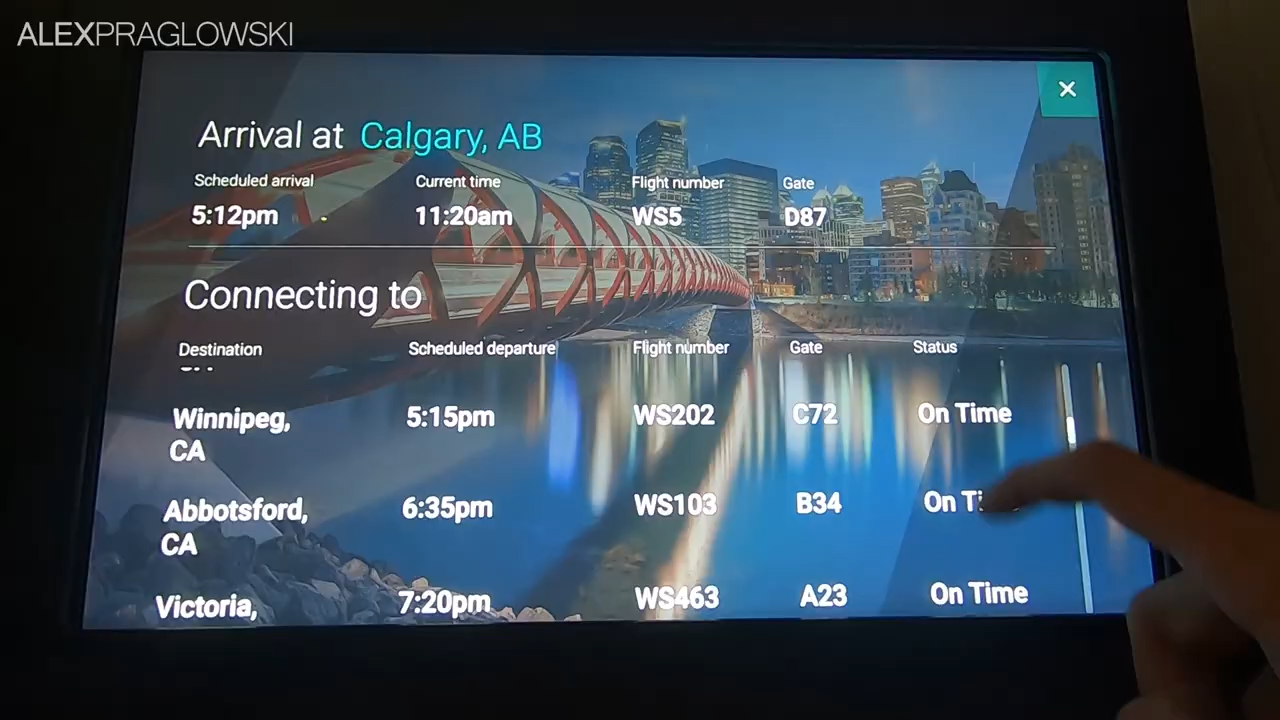 ALEXPRAGLOWSKI
Arrival at Calgary, AB
Scheduled arrival Current time Flight number Gate
5:12pm 11:20am WS5 D87
Connecting to
Destination Scheduled departure Flight number Gate Status
Winnipeg, CA 5:15pm WS202 C72 On Time
Abbotsford, CA 6:35pm WS103 B34 On
Victoria, 7:20pm WS463 A23 On Time